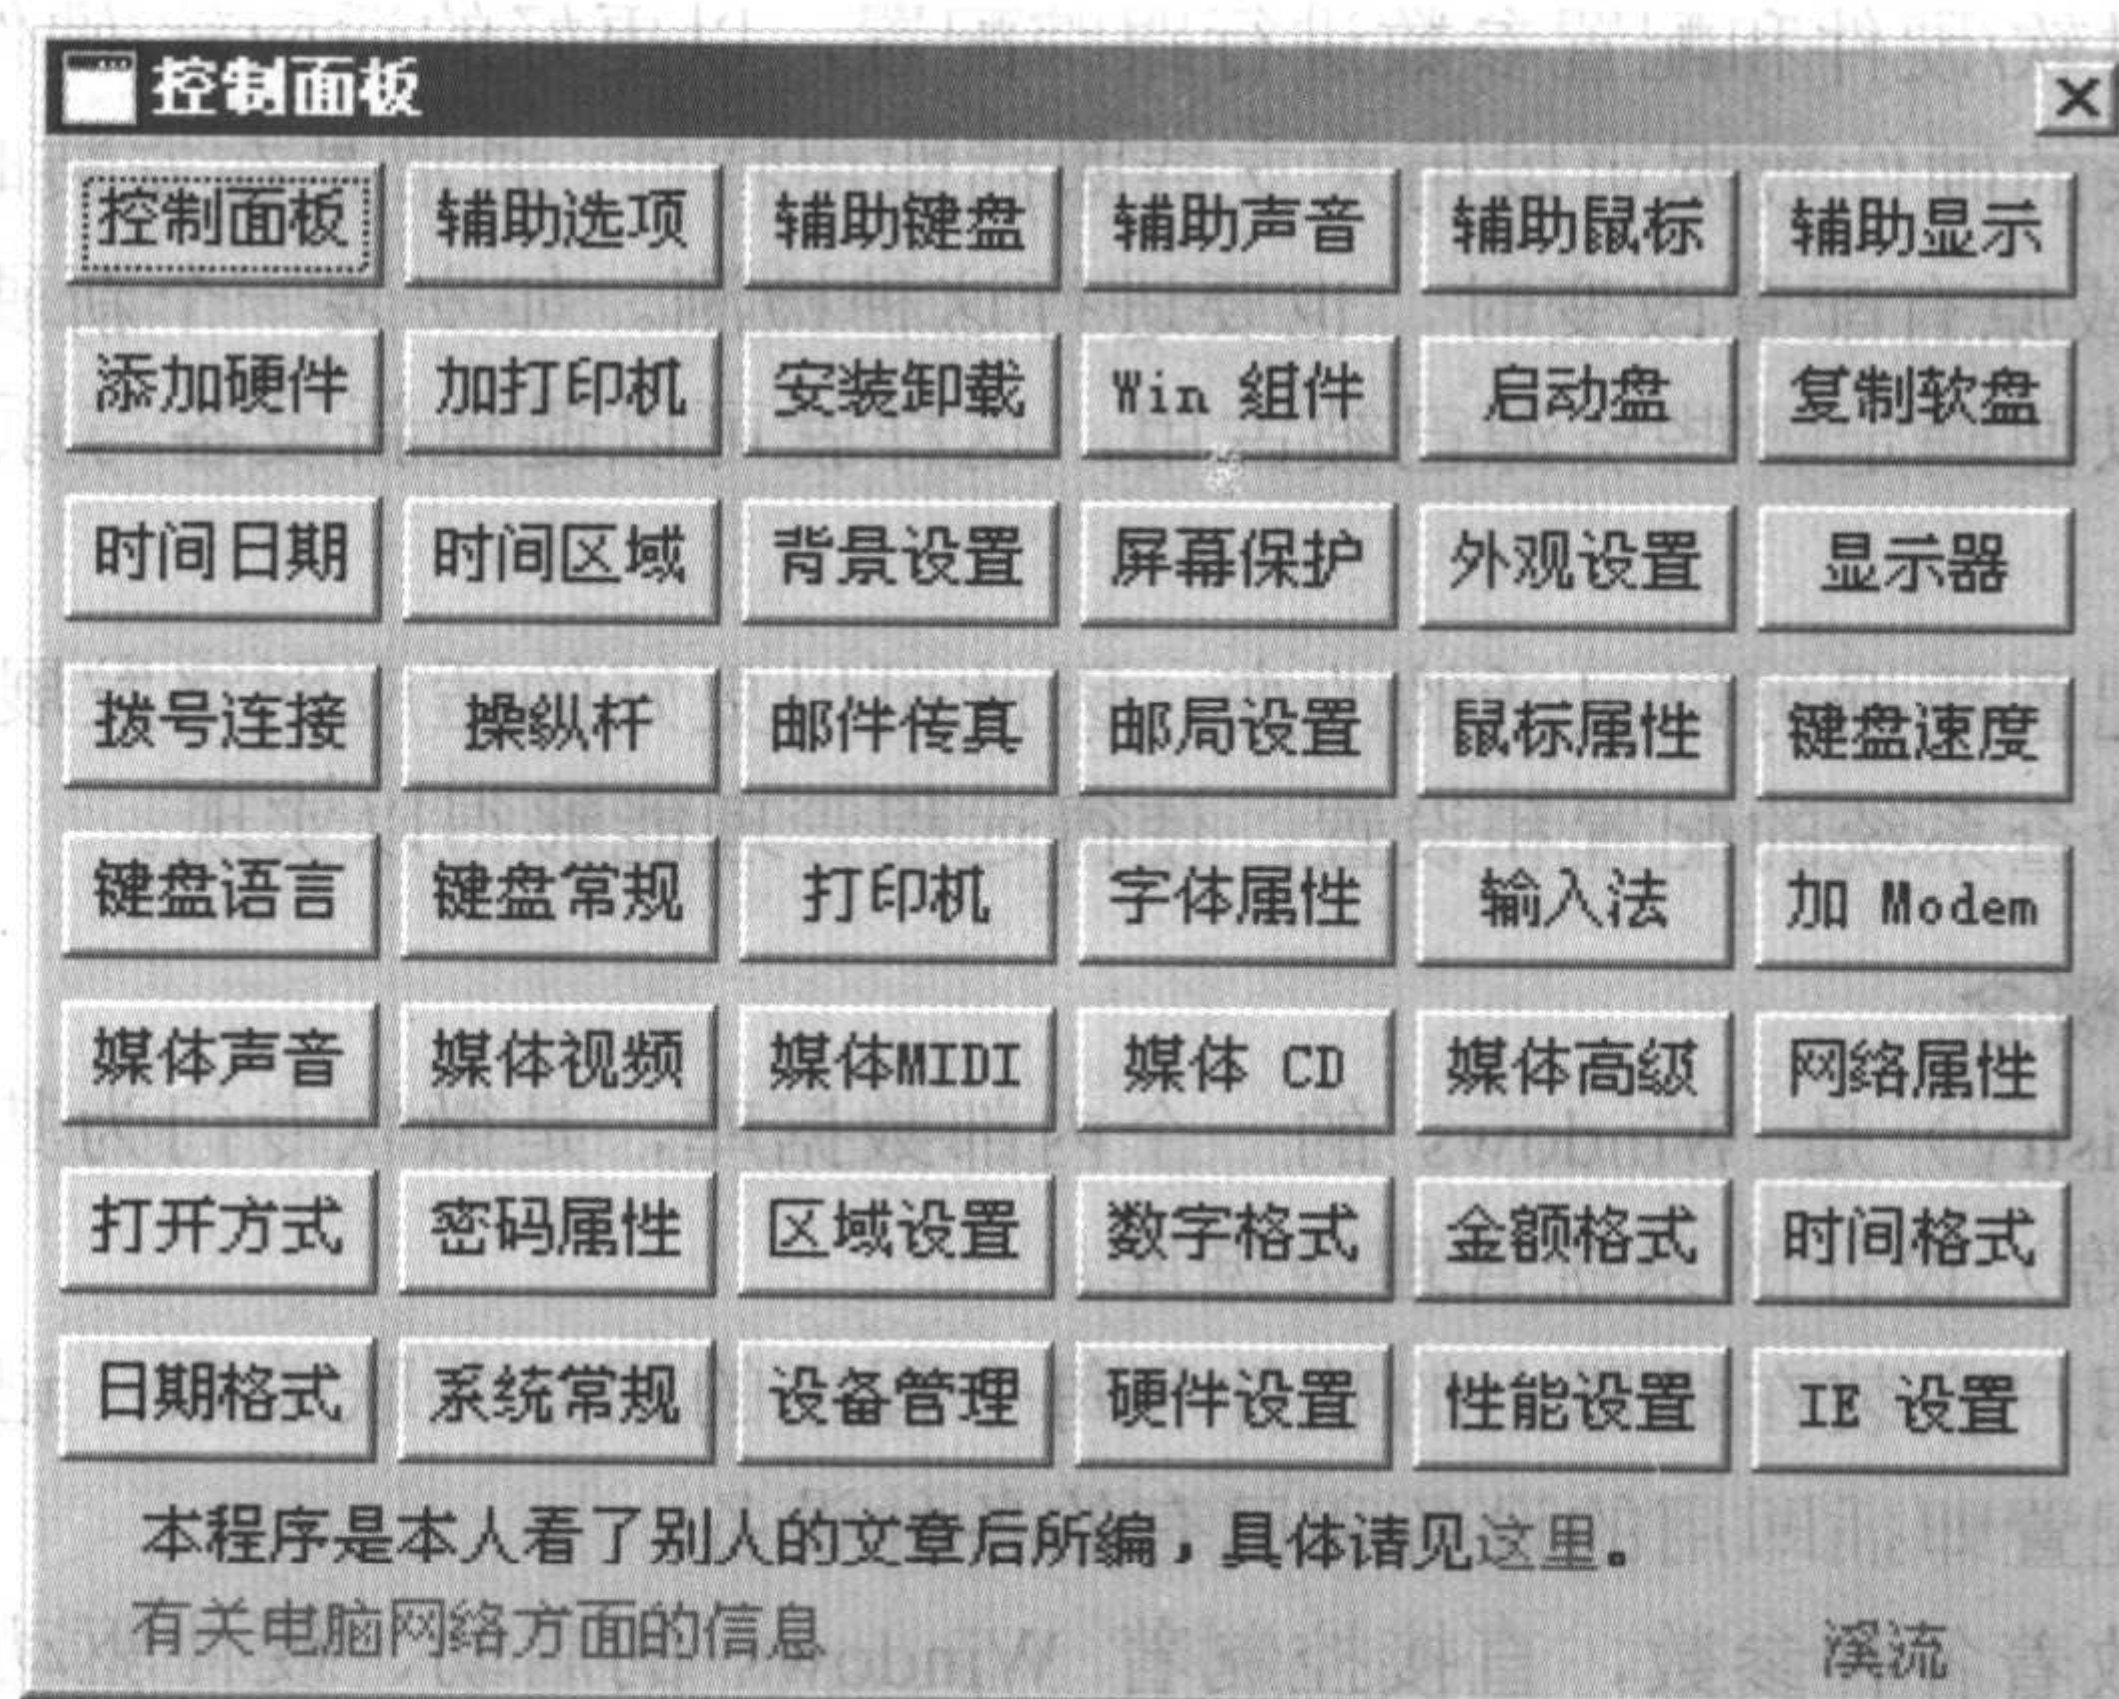 控制面板
控制面板 辅助选项 辅助键盘 辅助声音 辅助鼠标 辅助显示
添加硬件 加打印机 安装卸载 Win 组件 启动盘 复制软盘
时间日期 时间区域 背景设置 屏幕保护 外观设置 显示器
拨号连接 操纵杆 邮件传真 邮局设置 鼠标属性 键盘速度
键盘语言 键盘常规 打印机 字体属性 输入法 加 Modem
媒体声音 媒体视频 媒体MIDI 媒体 CD 媒体高级 网络属性
打开方式 密码属性 区域设置 数字格式 金额格式 时间格式
日期格式 系统常规 设备管理 硬件设置 性能设置 IE 设置
本程序是本人看了别人的文章后所编，具体请见这里。
有关电脑网络方面的信息
溪流